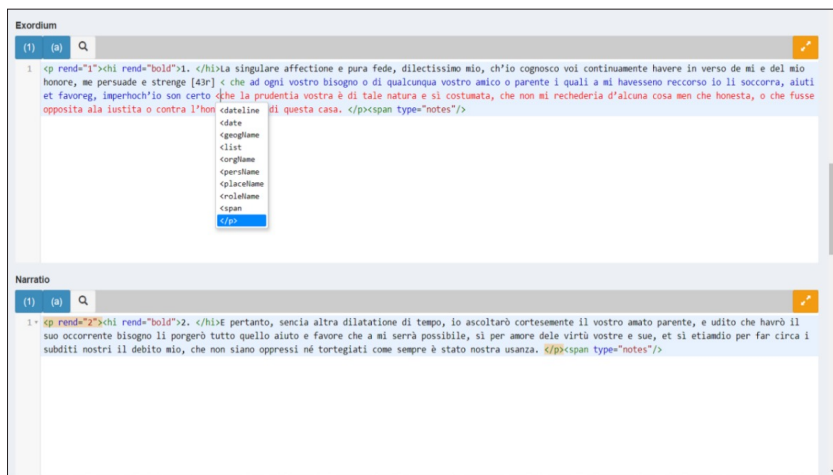 Exordium
(1) (a)
1 <p rend="1"><hi rend="bold">1. </hi>La singulare affectione e pura fede, dilectissimo mio, ch'io cognosco voi continuamente havere in verso de mi e del mio
honore, me persuade e strenge [43r] < che ad ogni vostro bisogno o di qualcunqua vostro amico o parente i quali a mi havesseno reccorso io li soccorra, aiuti
et favoreg, imperhoch'io son certo <che la prudentia vostra è di tale natura e sì costumata, che non mi rechederia d'alcuna cosa men che honesta, o che fusse
opposita ala iustita o contra l'hon di questa casa. </p><span type="notes"/>
<dateline
<date
<geogName
<list
<orgName
<persName
<placeName
<roleName
<span
</p>
Narratio
(1) (a)
1 <p rend="2"><hi rend="bold">2. </hi>E pertanto, sencia altra dilatatione di tempo, io ascoltarò cortesemente il vostro amato parente, e udito che havrò il
suo occorrente bisogno li porgerò tutto quello aiuto e favore che a mi serrà possibile, sì per amore dele virtù vostre e sue, et sì etiamdio per far circa i
subditi nostri il debito mio, che non siano oppressi né tortegiati come sempre è stato nostra usanza. </p><span type="notes"/>